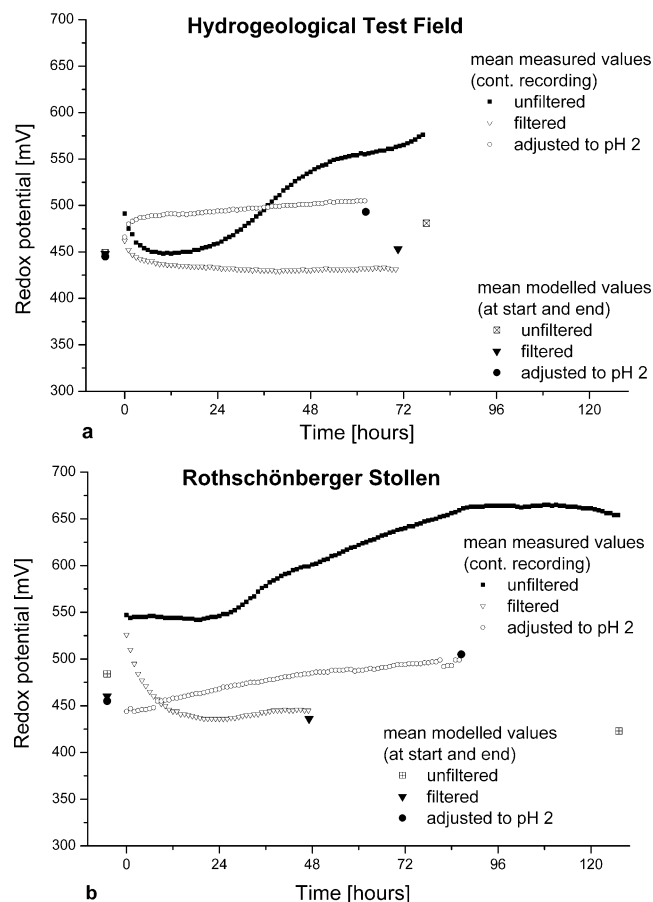 Hydrogeological Test Field
700
650
600
550
500
450
400
350
300
Redox potential [mV]
mean measured values
(cont. recording)
unfiltered
filtered
adjusted to pH 2
mean modelled values
(at start and end)
unfiltered
filtered
adjusted to pH 2
0 24 48 72 96 120
a
Time [hours]
Rothschönberger Stollen
700
650
600
550
500
450
400
350
300
Redox potential [mV]
mean measured values
(cont. recording)
unfiltered
filtered
adjusted to pH 2
mean modelled values
(at start and end)
unfiltered
filtered
adjusted to pH 2
0 24 48 72 96 120
b
Time [hours]